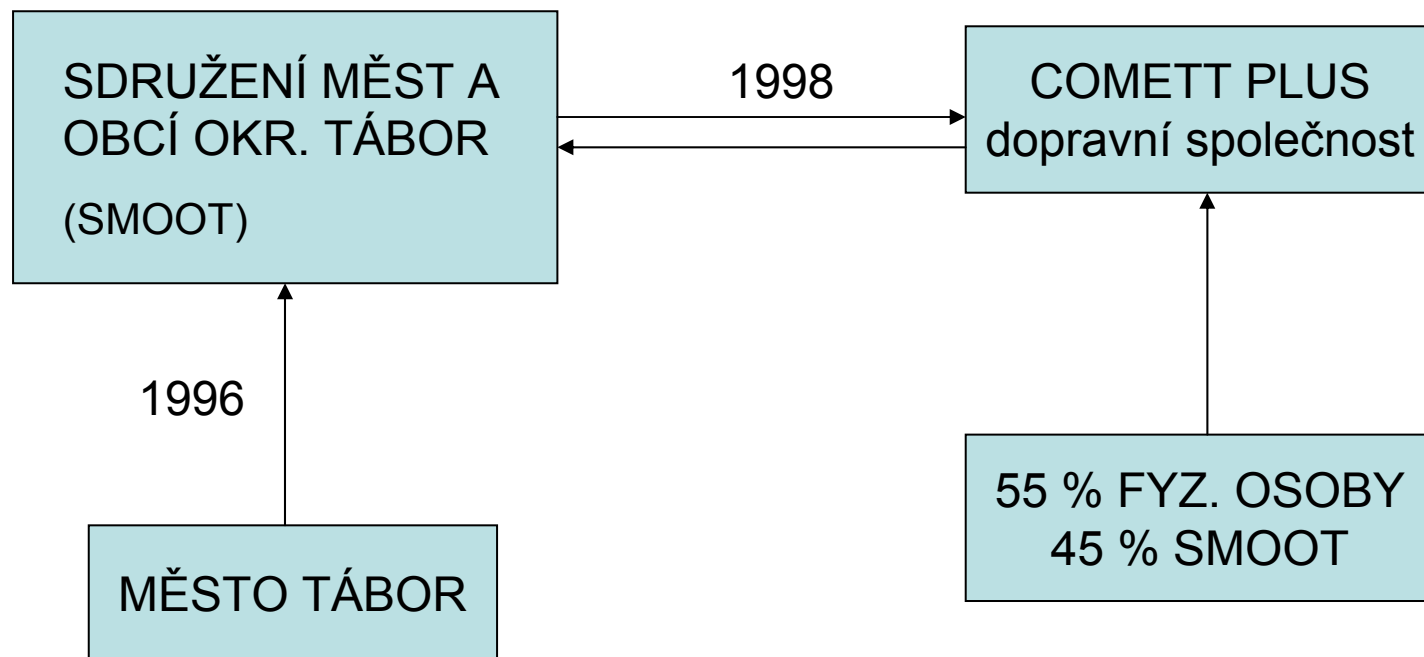 SDRUŽENÍ MĚST A
OBCÍ OKR. TÁBOR
(SMOOT)
1998
COMETT PLUS
dopravní společnost
1996
MĚSTO TÁBOR
55 % FYZ. OSOBY
45 % SMOOT